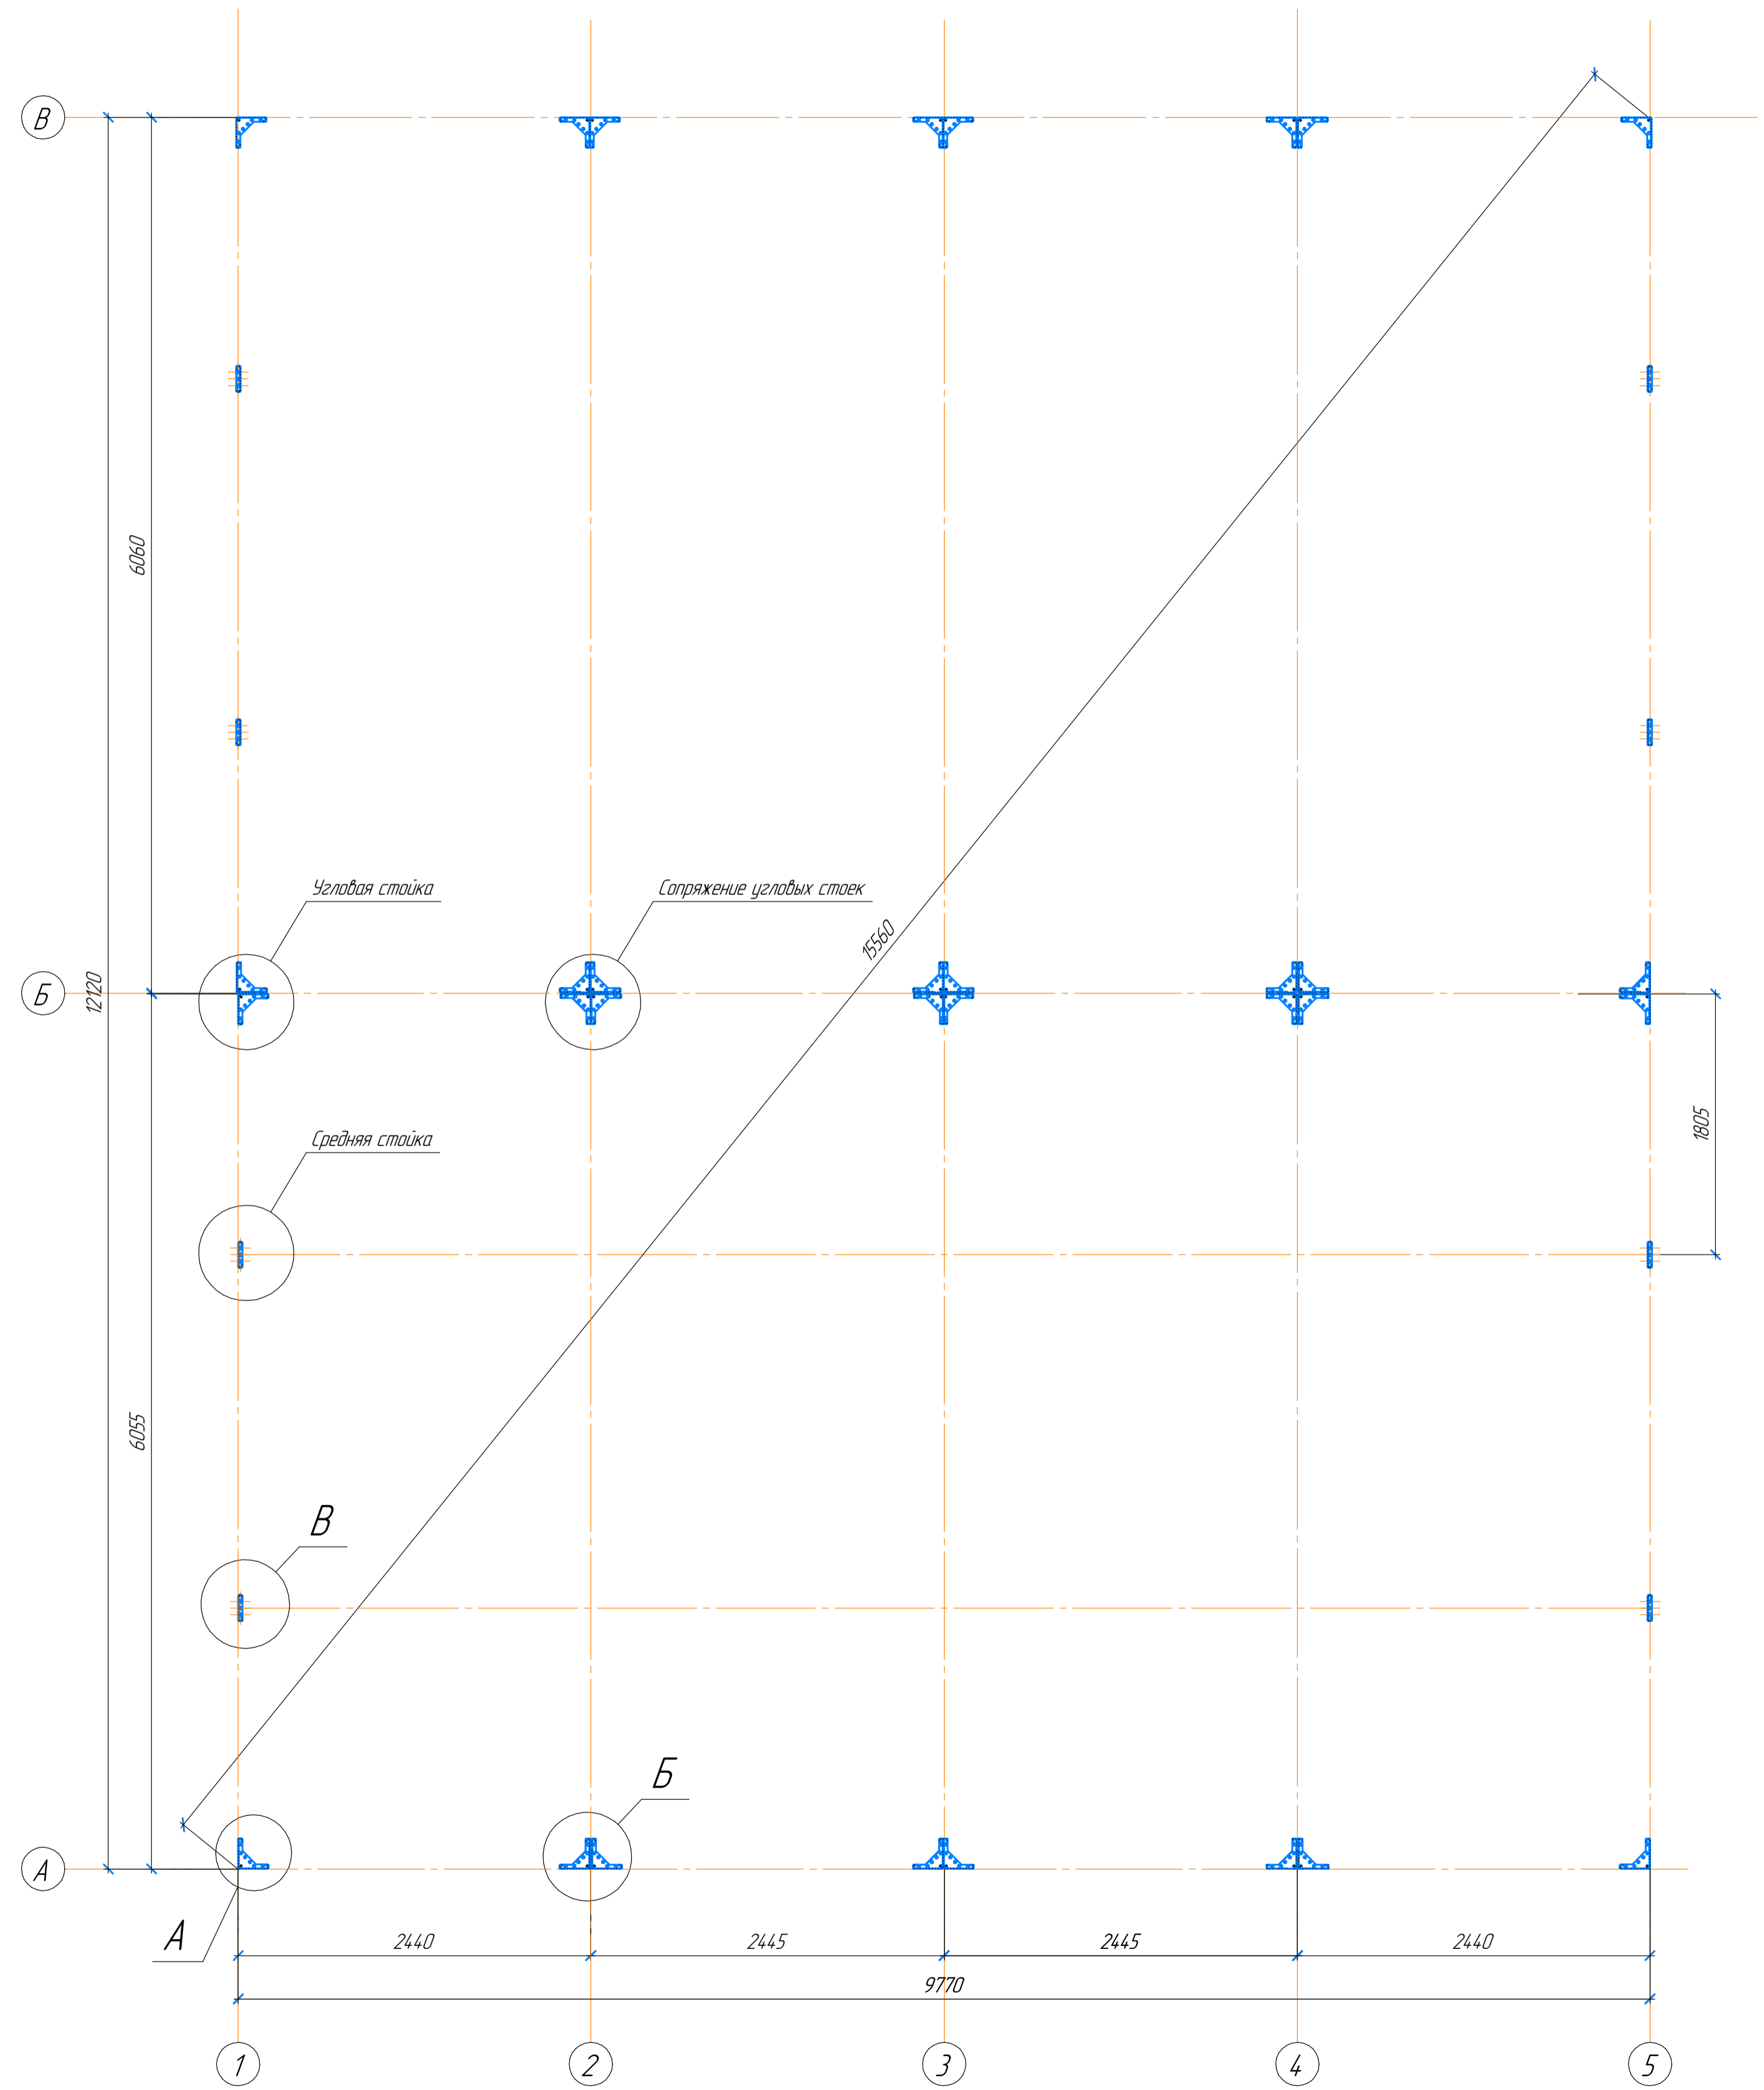 В
6060
Угловая стойка
Сопряжение угловых стоек
15560
Б
12120
1805
Средняя стойка
6055
В
Б
А
А
2440
2445
2445
2440
9770
1
2
3
4
5